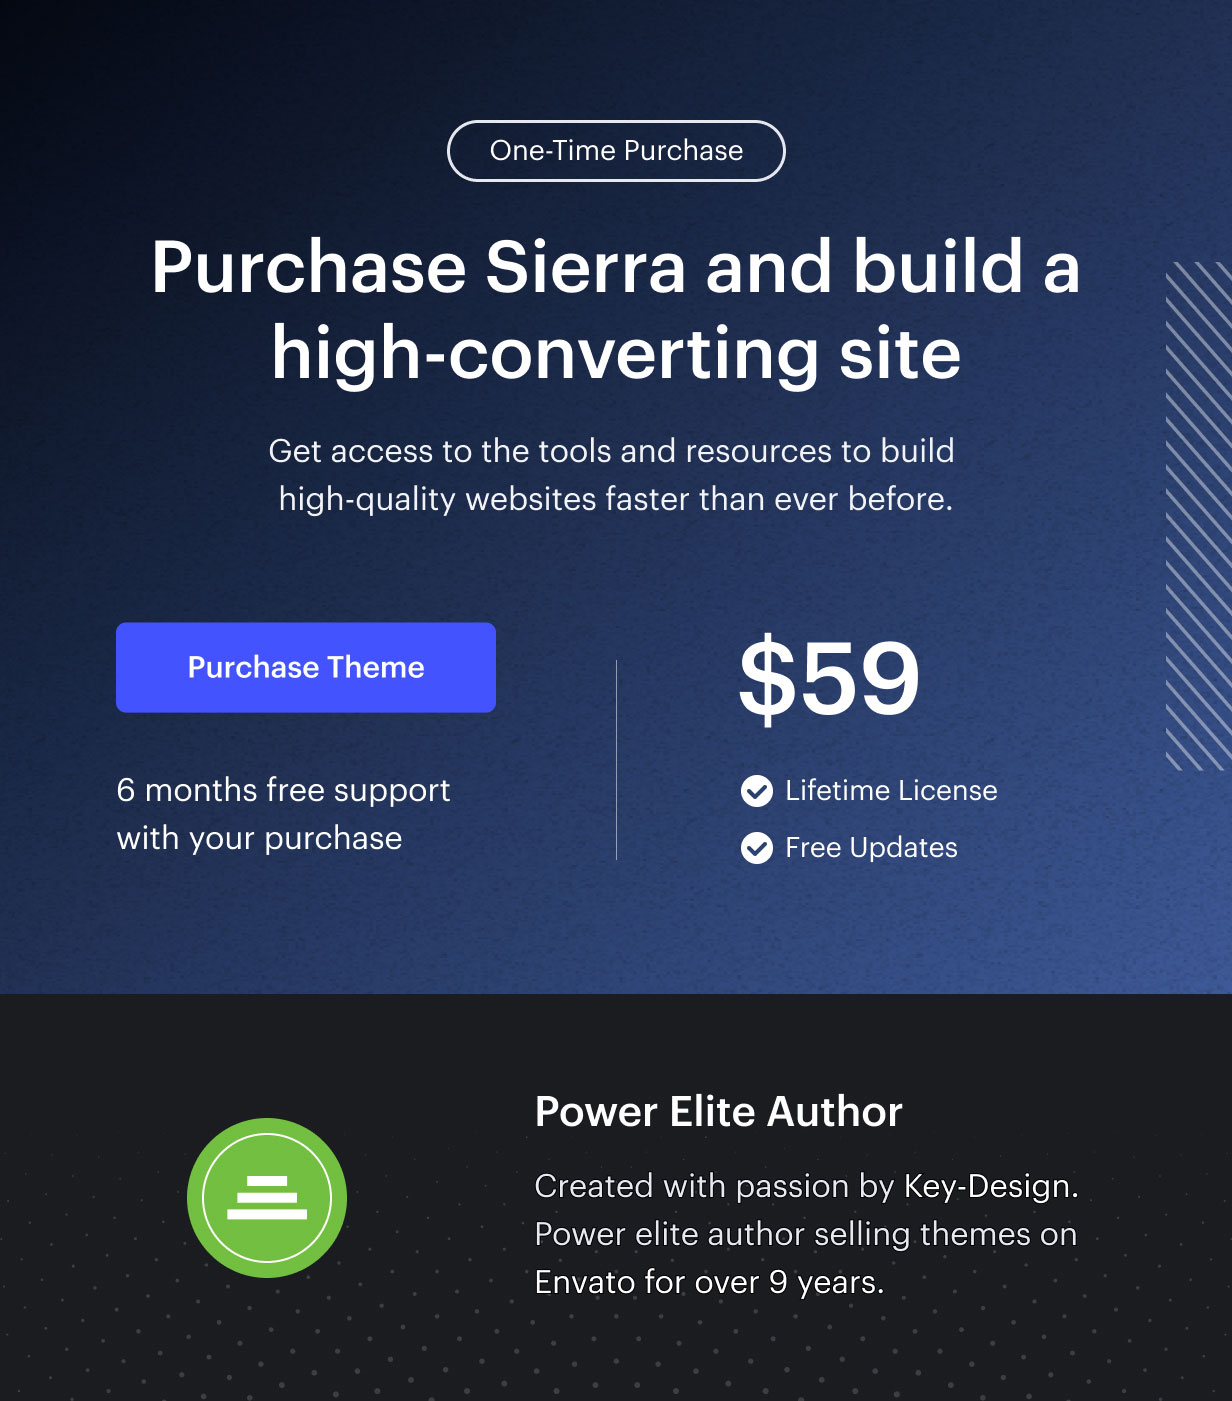 One-Time Purchase
Purchase Sierra and build a
high-converting site
Get access to the tools and resources to build
high-quality websites faster than ever before.
Purchase Theme
6 months free support
with your purchase
$59
Lifetime License
Free Updates
Power Elite Author
Created with passion by Key-Design.
Power elite author selling themes on
Envato for over 9 years.